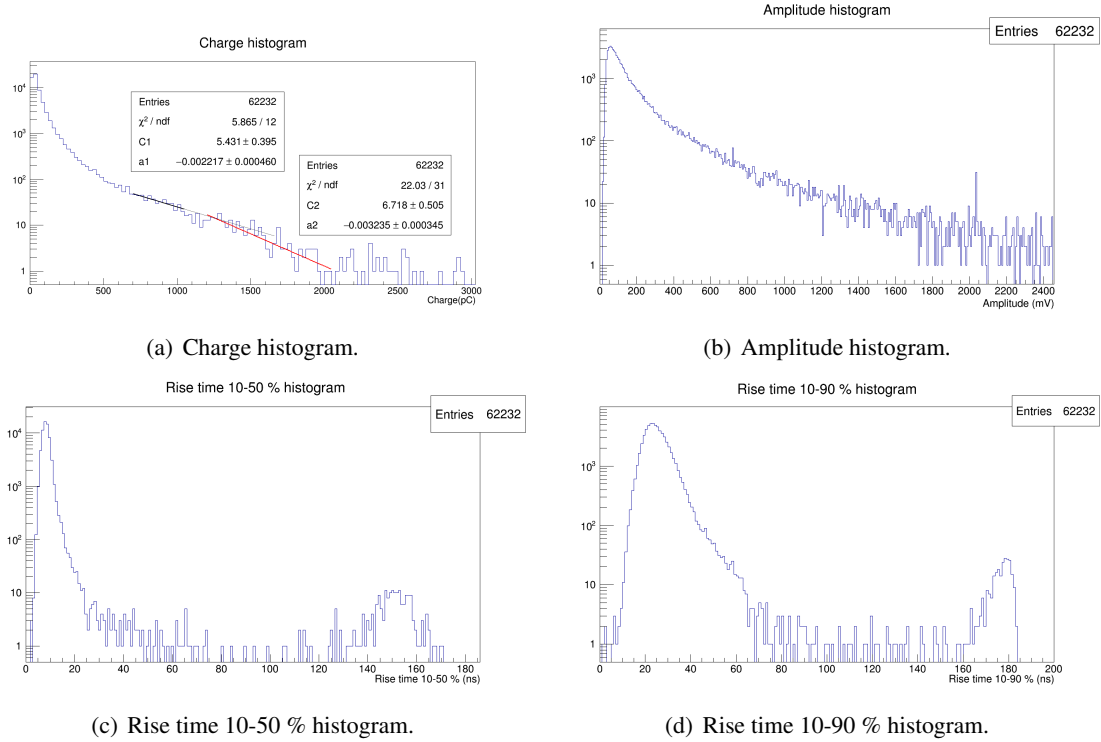 Charge histogram
Entries 62232
χ² / ndf 5.865 / 12
C1 5.431 ± 0.395
a1 −0.002217 ± 0.000460
Entries 62232
χ² / ndf 22.03 / 31
C2 6.718 ± 0.505
a2 −0.003235 ± 0.000345
10⁴
10³
10²
10
1
0 500 1000 1500 2000 2500 3000
Charge(pC)
(a) Charge histogram.
Amplitude histogram
Entries 62232
10³
10²
10
1
0 200 400 600 800 1000 1200 1400 1600 1800 2000 2200 2400
Amplitude (mV)
(b) Amplitude histogram.
Rise time 10-50 % histogram
Entries 62232
10⁴
10³
10²
10
1
0 20 40 60 80 100 120 140 160 180
Rise time 10-50 % (ns)
(c) Rise time 10-50 % histogram.
Rise time 10-90 % histogram
Entries 62232
10³
10²
10
1
0 20 40 60 80 100 120 140 160 180 200
Rise time 10-90 % (ns)
(d) Rise time 10-90 % histogram.